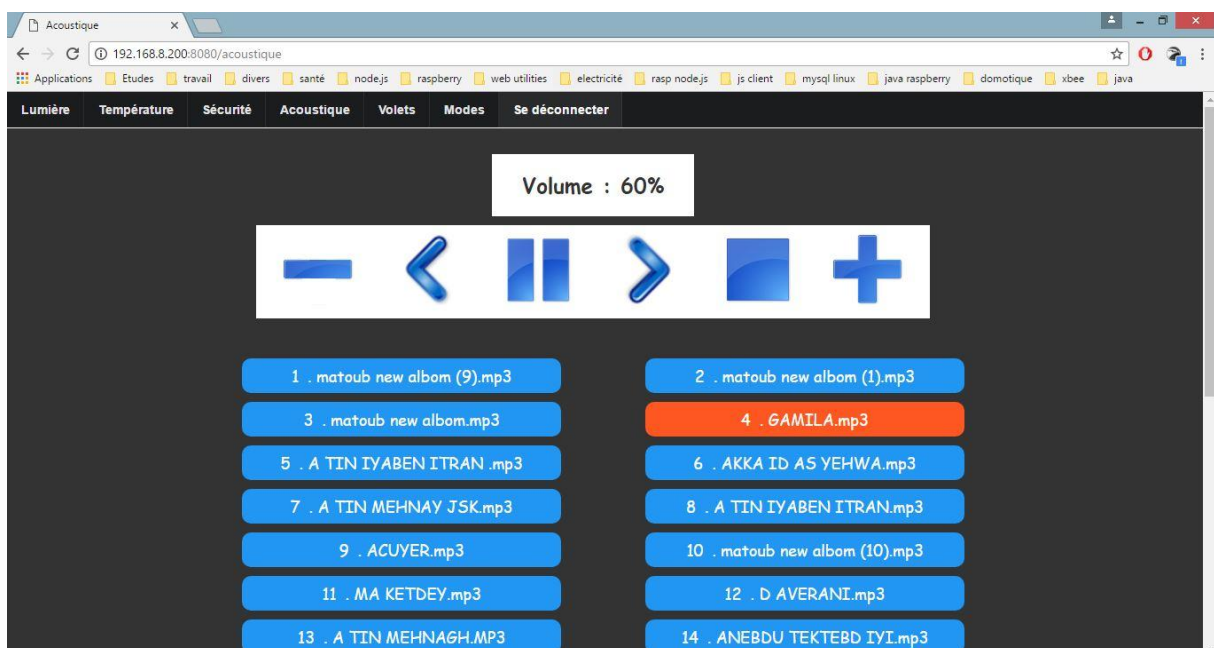 Acoustique
192.168.8.200:8080/acoustique
Applications Etudes travail divers santé node.js raspberry web utilities electricité rasp node.js js client mysql linux java raspberry domotique xbee java
Lumière Température Sécurité Acoustique Volets Modes Se déconnecter
Volume : 60%
1 . matoub new albom (9).mp3 2 . matoub new albom (1).mp3
3 . matoub new albom.mp3 4 . GAMILA.mp3
5 . A TIN IYABEN ITRAN .mp3 6 . AKKA ID AS YEHWA.mp3
7 . A TIN MEHNAY JSK.mp3 8 . A TIN IYABEN ITRAN.mp3
9 . ACUYER.mp3 10 . matoub new albom (10).mp3
11 . MA KETDEY.mp3 12 . D AVERANI.mp3
13 . A TIN MEHNAGH.MP3 14 . ANEBDU TEKTEBD IYI.mp3